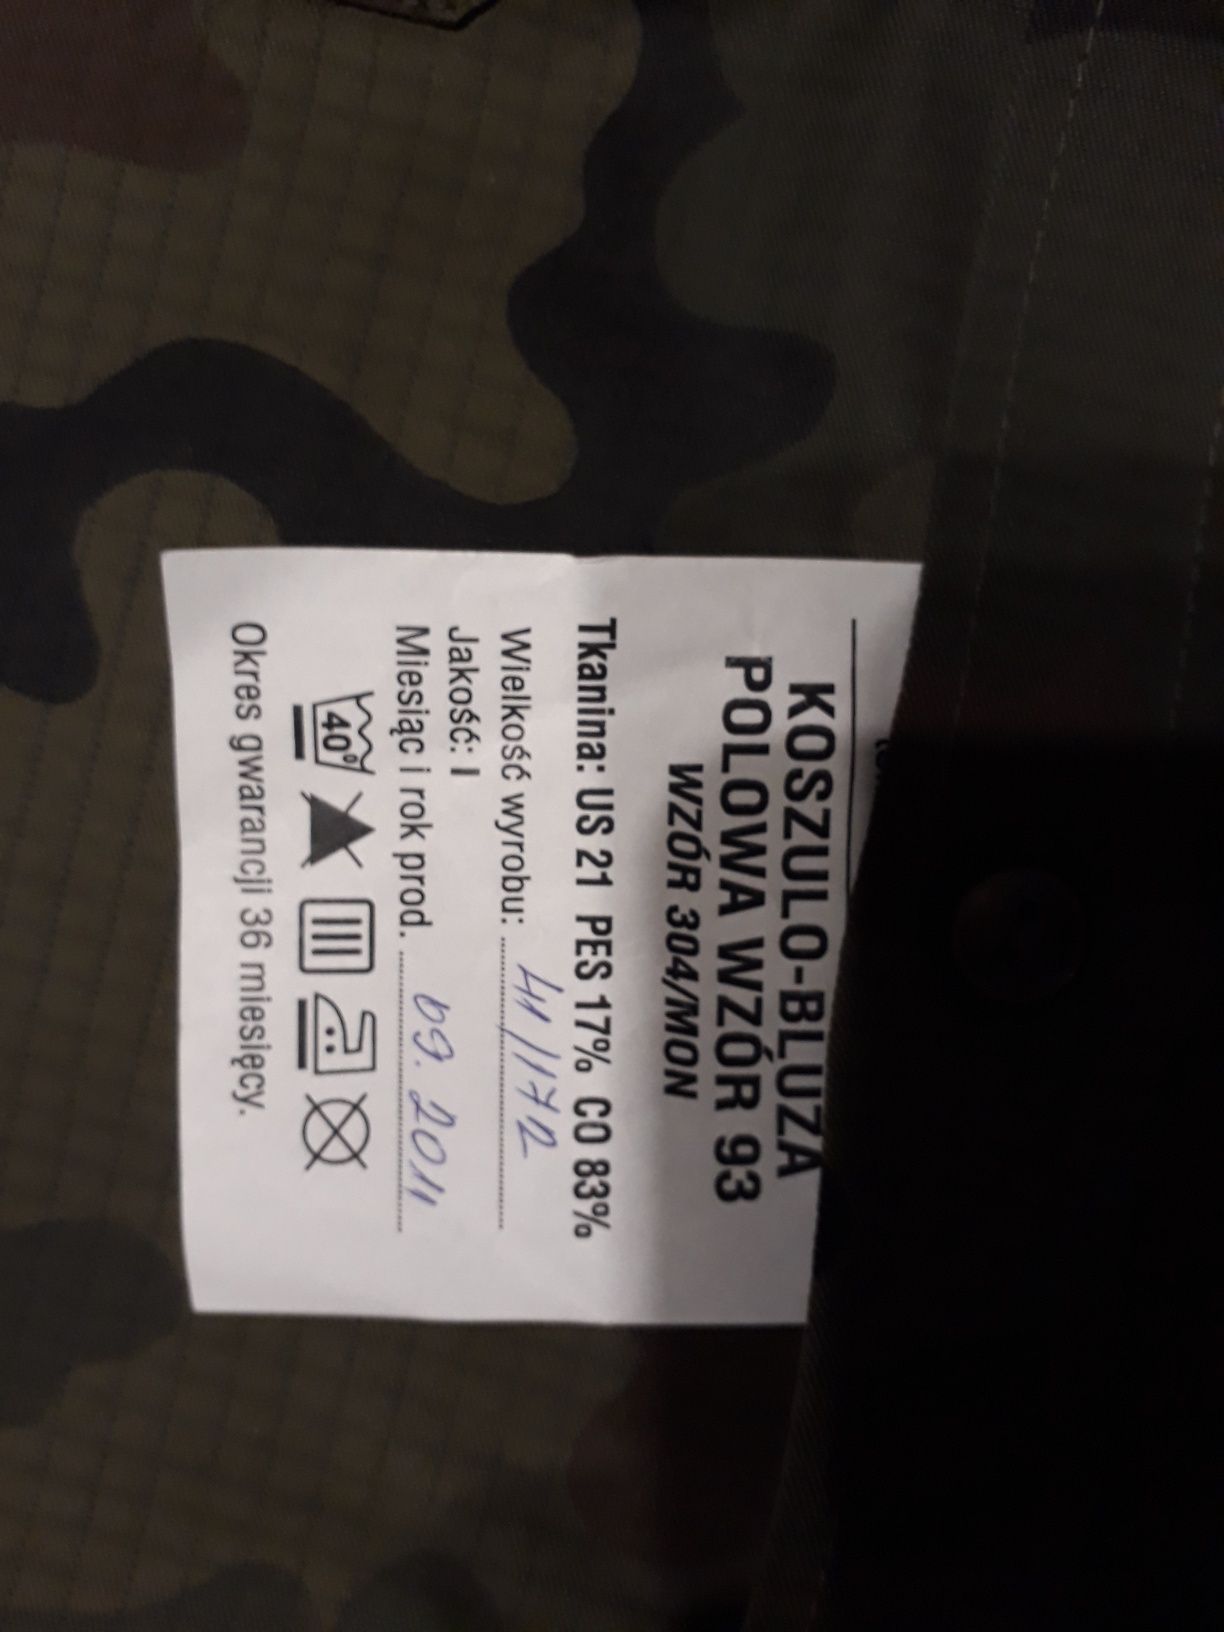 KOSZULO-BLUZA
POLOWA WZÓR 93
WZÓR 304/MON
Tkanina: US 21 PES 17% CO 83%
Wielkość wyrobu: 41/172
Jakość: I
Miesiąc i rok prod. 09. 2011
40°
Okres gwarancji 36 miesięcy.